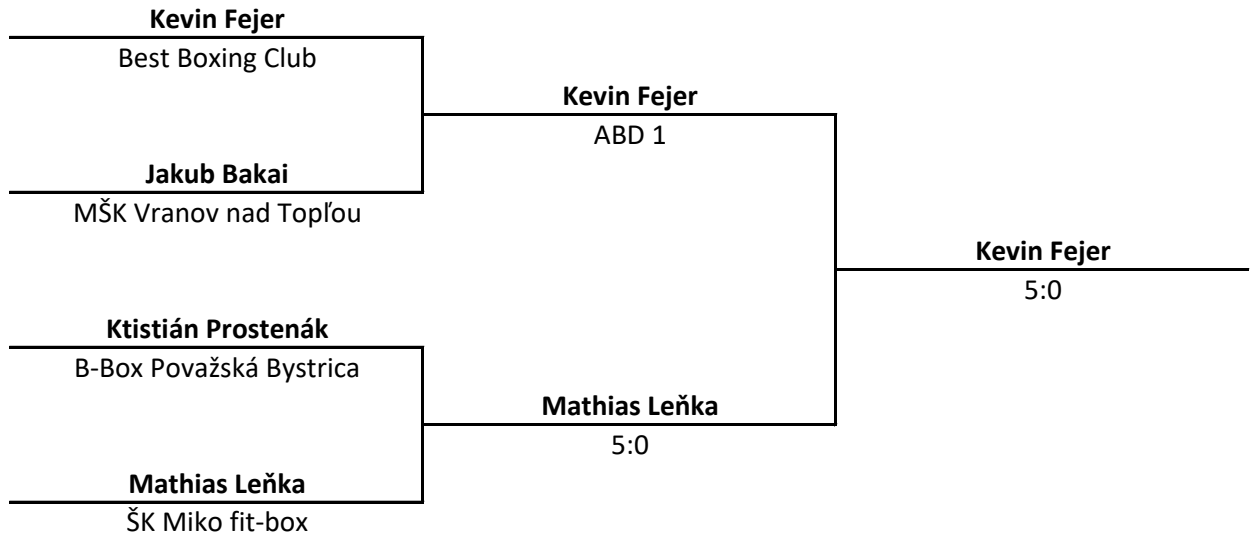 Kevin Fejer
Best Boxing Club
Kevin Fejer
ABD 1
Jakub Bakai
MŠK Vranov nad Topľou
Kevin Fejer
5:0
Ktistián Prostenák
B-Box Považská Bystrica
Mathias Leňka
5:0
Mathias Leňka
ŠK Miko fit-box